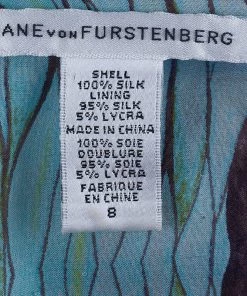 ANE VON FURSTENBERG
SHELL
100% SILK
LINING
95% SILK
5% LYCRA
MADE IN CHINA
100% SOIE
DOUBLURE
95% SOIE
5% LYCRA
FABRIQUE
EN CHINE
8